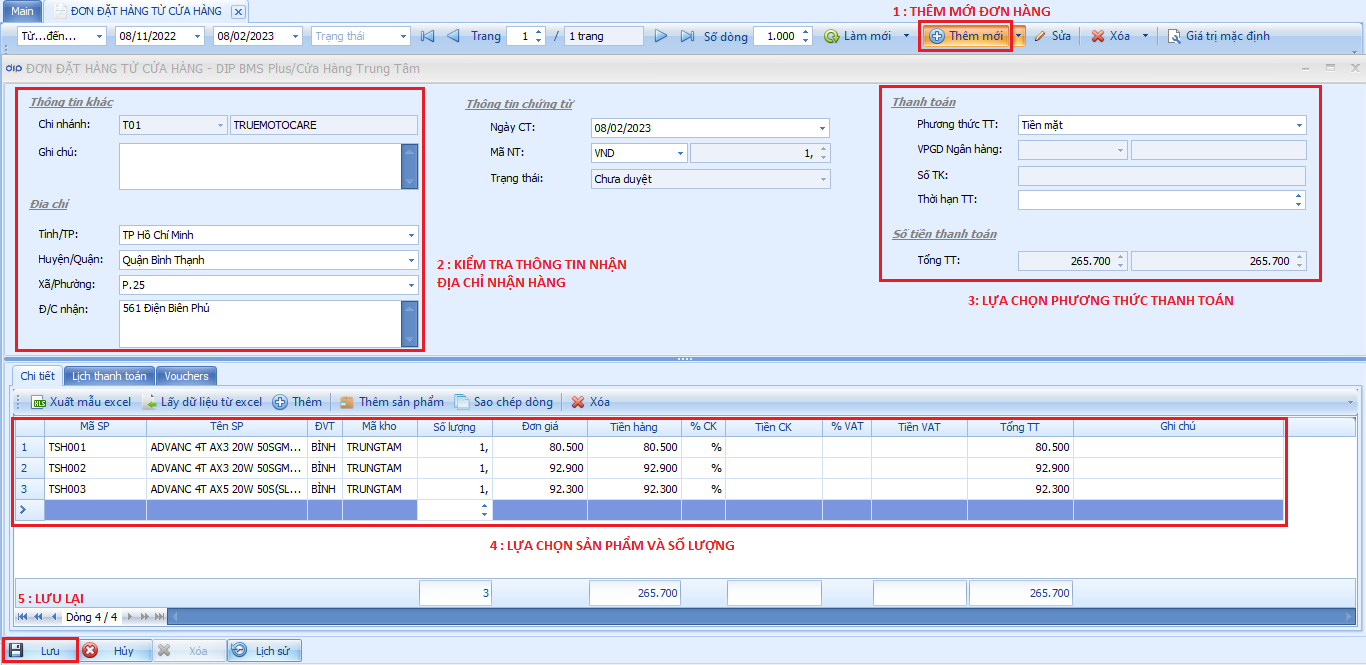 Main ĐƠN ĐẶT HÀNG TỪ CỬA HÀNG
1 : THÊM MỚI ĐƠN HÀNG
Từ...đến... 08/11/2022 08/02/2023 Trạng thái Trang 1 / 1 trang Số dòng 1.000 Làm mới Thêm mới Sửa Xóa Giá trị mặc định
dip ĐƠN ĐẶT HÀNG TỪ CỬA HÀNG - DIP BMS Plus/Cửa Hàng Trung Tâm
Thông tin khác
Chi nhánh: T01 TRUEMOTOCARE
Ghi chú:
Địa chỉ
Tỉnh/TP: TP Hồ Chí Minh
Huyện/Quận: Quận Bình Thạnh
Xã/Phường: P.25
Đ/C nhận: 561 Điện Biên Phủ
Thông tin chứng từ
Ngày CT: 08/02/2023
Mã NT: VND 1,
Trạng thái: Chưa duyệt
2 : KIỂM TRA THÔNG TIN NHẬN
ĐỊA CHỈ NHẬN HÀNG
Thanh toán
Phương thức TT: Tiền mặt
VPGD Ngân hàng:
Số TK:
Thời hạn TT:
Số tiền thanh toán
Tổng TT: 265.700 265.700
3: LỰA CHỌN PHƯƠNG THỨC THANH TOÁN
Chi tiết Lịch thanh toán Vouchers
XLS Xuất mẫu excel Lấy dữ liệu từ excel Thêm Thêm sản phẩm Sao chép dòng Xóa
Mã SP Tên SP ĐVT Mã kho Số lượng Đơn giá Tiền hàng % CK Tiền CK % VAT Tiền VAT Tổng TT Ghi chú
1 TSH001 ADVANC 4T AX3 20W 50SGM... BÌNH TRUNGTAM 1, 80.500 80.500 % 80.500
2 TSH002 ADVANC 4T AX3 20W 50SGM... BÌNH TRUNGTAM 1, 92.900 92.900 % 92.900
3 TSH003 ADVANC 4T AX5 20W 50S(SL... BÌNH TRUNGTAM 1, 92.300 92.300 % 92.300
4 : LỰA CHỌN SẢN PHẨM VÀ SỐ LƯỢNG
3 265.700 265.700
5 : LƯU LẠI
Dòng 4 / 4
Lưu Hủy Xóa Lịch sử